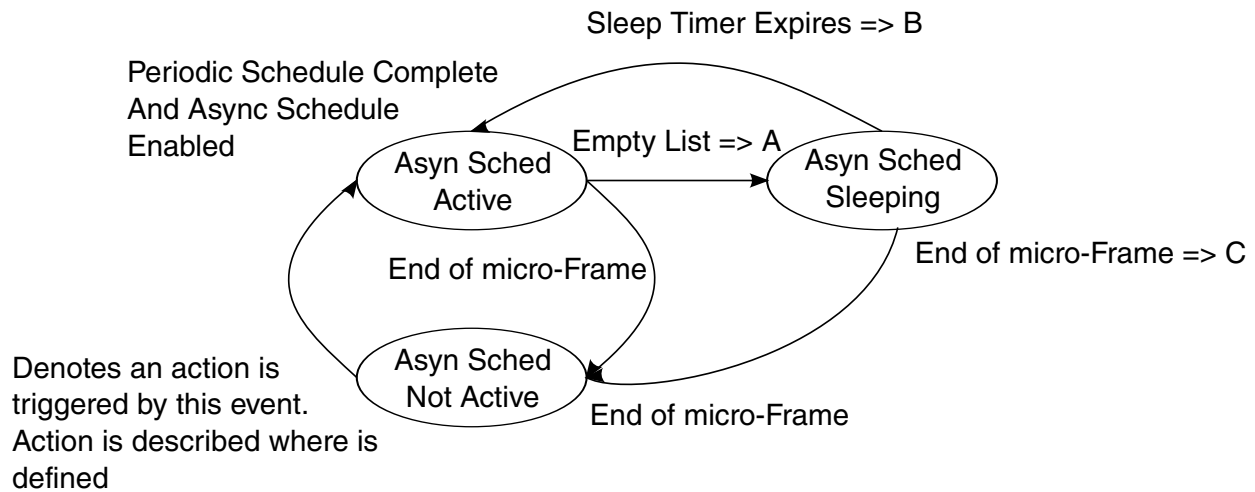 Sleep Timer Expires => B
Periodic Schedule Complete
And Async Schedule
Enabled
Empty List => A
Asyn Sched
Active
Asyn Sched
Sleeping
End of micro-Frame => C
End of micro-Frame
Asyn Sched
Not Active
End of micro-Frame
Denotes an action is
triggered by this event.
Action is described where is
defined